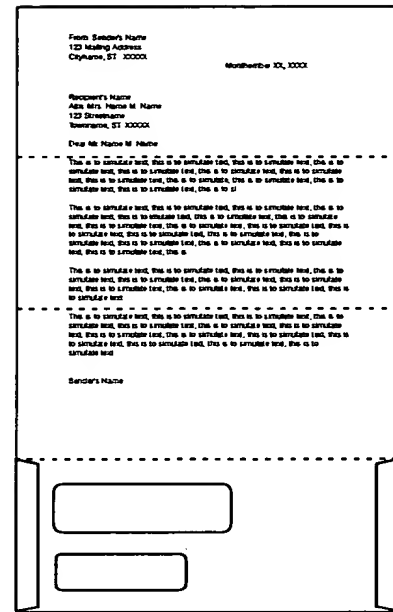 From: Sender's Name
123 Mailing Address
Cityname, ST XXXXX
XX, XXXX
Recipient's Name
Attn: Mrs. Name M. Name
123 Streetname
Townname, ST XXXXX
Dear Mr. Name M. Name
This is to simulate text, this is to simulate text, this is to simulate text, this is to
simulate text, this is to simulate text, this is to simulate text, this is to simulate
text, this is to simulate text, this is to simulate, this is to simulate text, this is to
simulate text, this is to simulate text, this is to si
This is to simulate text, this is to simulate text, this is to simulate text, this is to
simulate text, this is to simulate text, this is to simulate text, this is to simulate
text, this is to simulate text, this is to simulate text, this is to simulate text, this is
to simulate text, this is to simulate text, this is to simulate text, this is to
simulate text, this is to simulate text, this is to simulate text, this is to simulate
text, this is to simulate text, this is
This is to simulate text, this is to simulate text, this is to simulate text, this is to
simulate text, this is to simulate text, this is to simulate text, this is to simulate
text, this is to simulate text, this is to simulate text, this is to simulate text, this is
to simulate text
This is to simulate text, this is to simulate text, this is to simulate text, this is to
simulate text, this is to simulate text, this is to simulate text, this is to simulate
text, this is to simulate text, this is to simulate text, this is to simulate text, this is
to simulate text, this is to simulate text, this is to simulate text, this is to
simulate text
Sender's Name